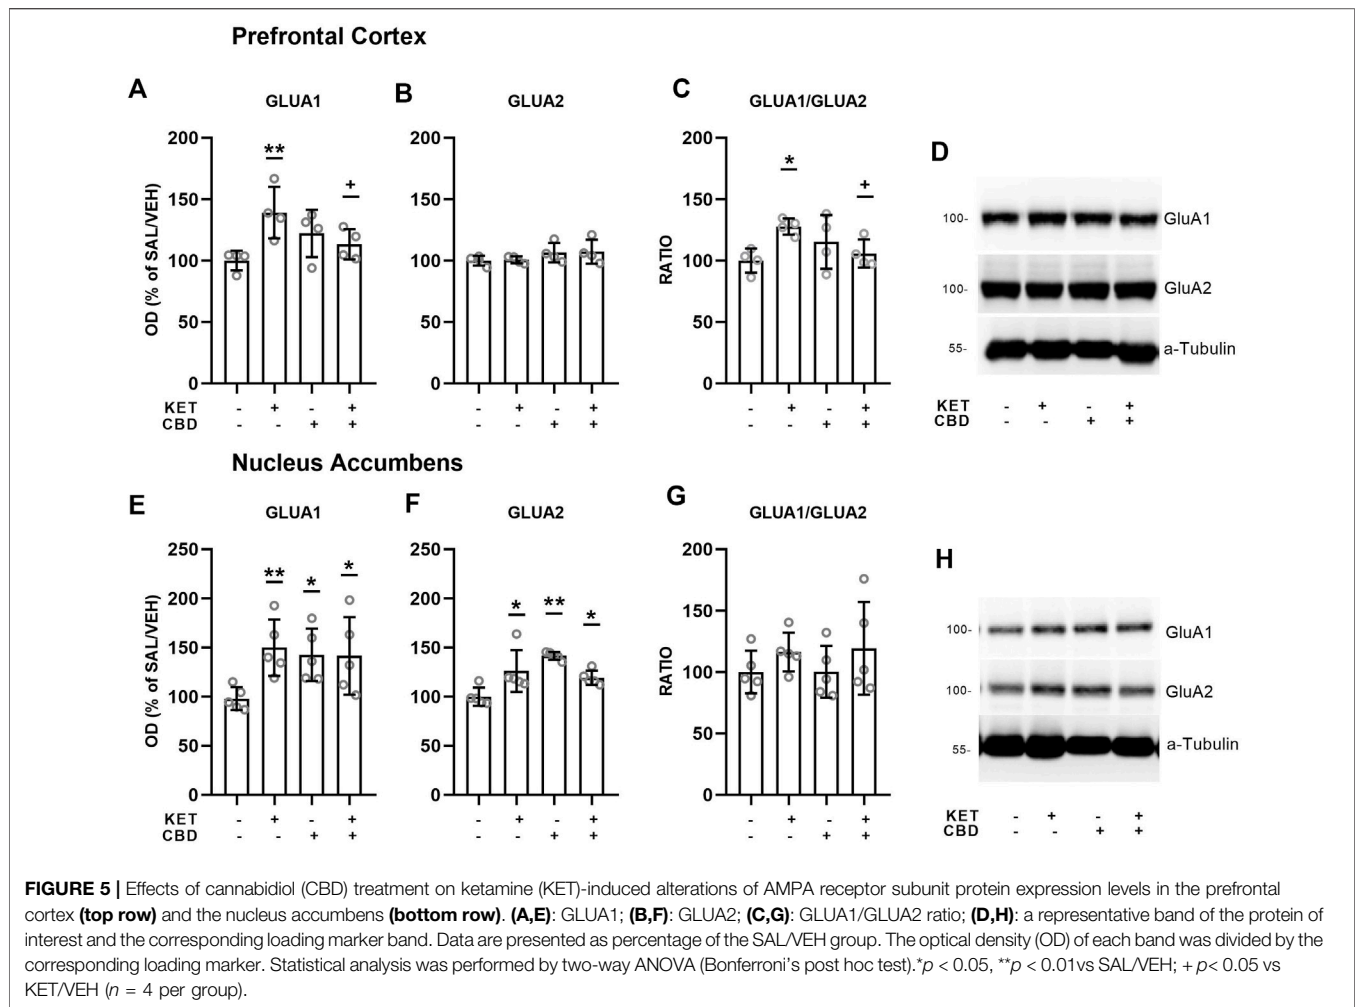 Prefrontal Cortex
A
GLUA1
OD (% of SAL/VEH)
200
150
100
50
0
**
+
KET - + - +
CBD - - + +
B
GLUA2
200
150
100
50
0
- + - +
- - + +
C
GLUA1/GLUA2
RATIO
200
150
100
50
0
*
+
- + - +
- - + +
D
100- GluA1
100- GluA2
55- a-Tubulin
KET - + - +
CBD - - + +
Nucleus Accumbens
E
GLUA1
OD (% of SAL/VEH)
250
200
150
100
50
0
** * *
KET - + - +
CBD - - + +
F
GLUA2
250
200
150
100
50
0
* ** *
- + - +
- - + +
G
GLUA1/GLUA2
RATIO
200
150
100
50
0
- + - +
- - + +
H
100- GluA1
100- GluA2
55- a-Tubulin
KET - + - +
CBD - - + +
FIGURE 5 | Effects of cannabidiol (CBD) treatment on ketamine (KET)-induced alterations of AMPA receptor subunit protein expression levels in the prefrontal
cortex (top row) and the nucleus accumbens (bottom row). (A,E): GLUA1; (B,F): GLUA2; (C,G): GLUA1/GLUA2 ratio; (D,H): a representative band of the protein of
interest and the corresponding loading marker band. Data are presented as percentage of the SAL/VEH group. The optical density (OD) of each band was divided by the
corresponding loading marker. Statistical analysis was performed by two-way ANOVA (Bonferroni's post hoc test).*p < 0.05, **p < 0.01vs SAL/VEH; + p< 0.05 vs
KET/VEH (n = 4 per group).